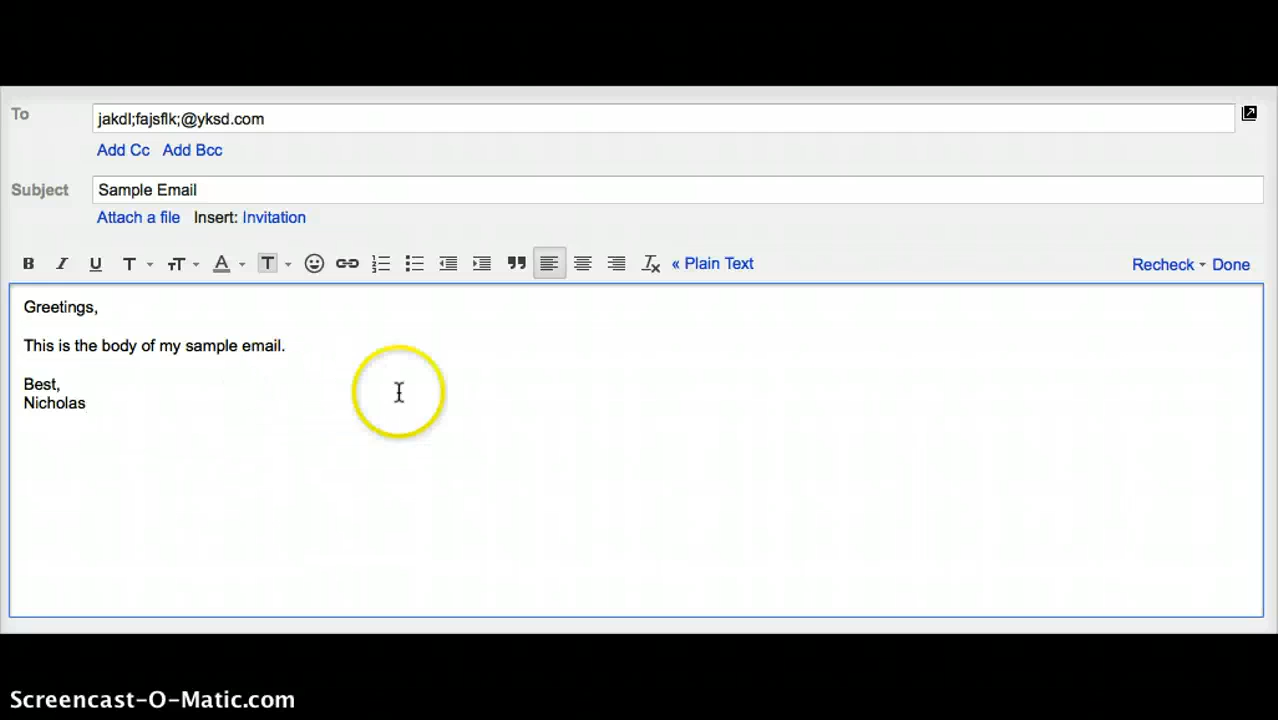 To jakdl;fajsflk;@yksd.com
Add Cc Add Bcc
Subject Sample Email
Attach a file Insert: Invitation
B I U T T A T « Plain Text Recheck Done
Greetings,
This is the body of my sample email.
Best,
Nicholas
Screencast-O-Matic.com